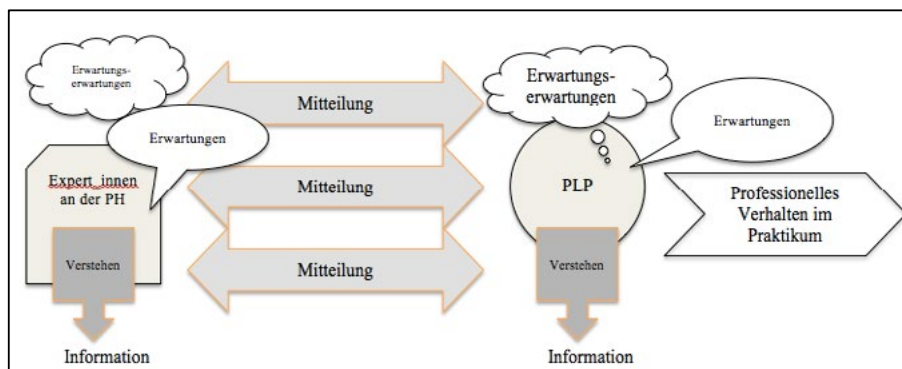 Erwartungs-
erwartungen
Erwartungen
Expert_innen
an der PH
Verstehen
Information
Mitteilung
Mitteilung
Mitteilung
Erwartungs-
erwartungen
Erwartungen
PLP
Verstehen
Information
Professionelles
Verhalten im
Praktikum